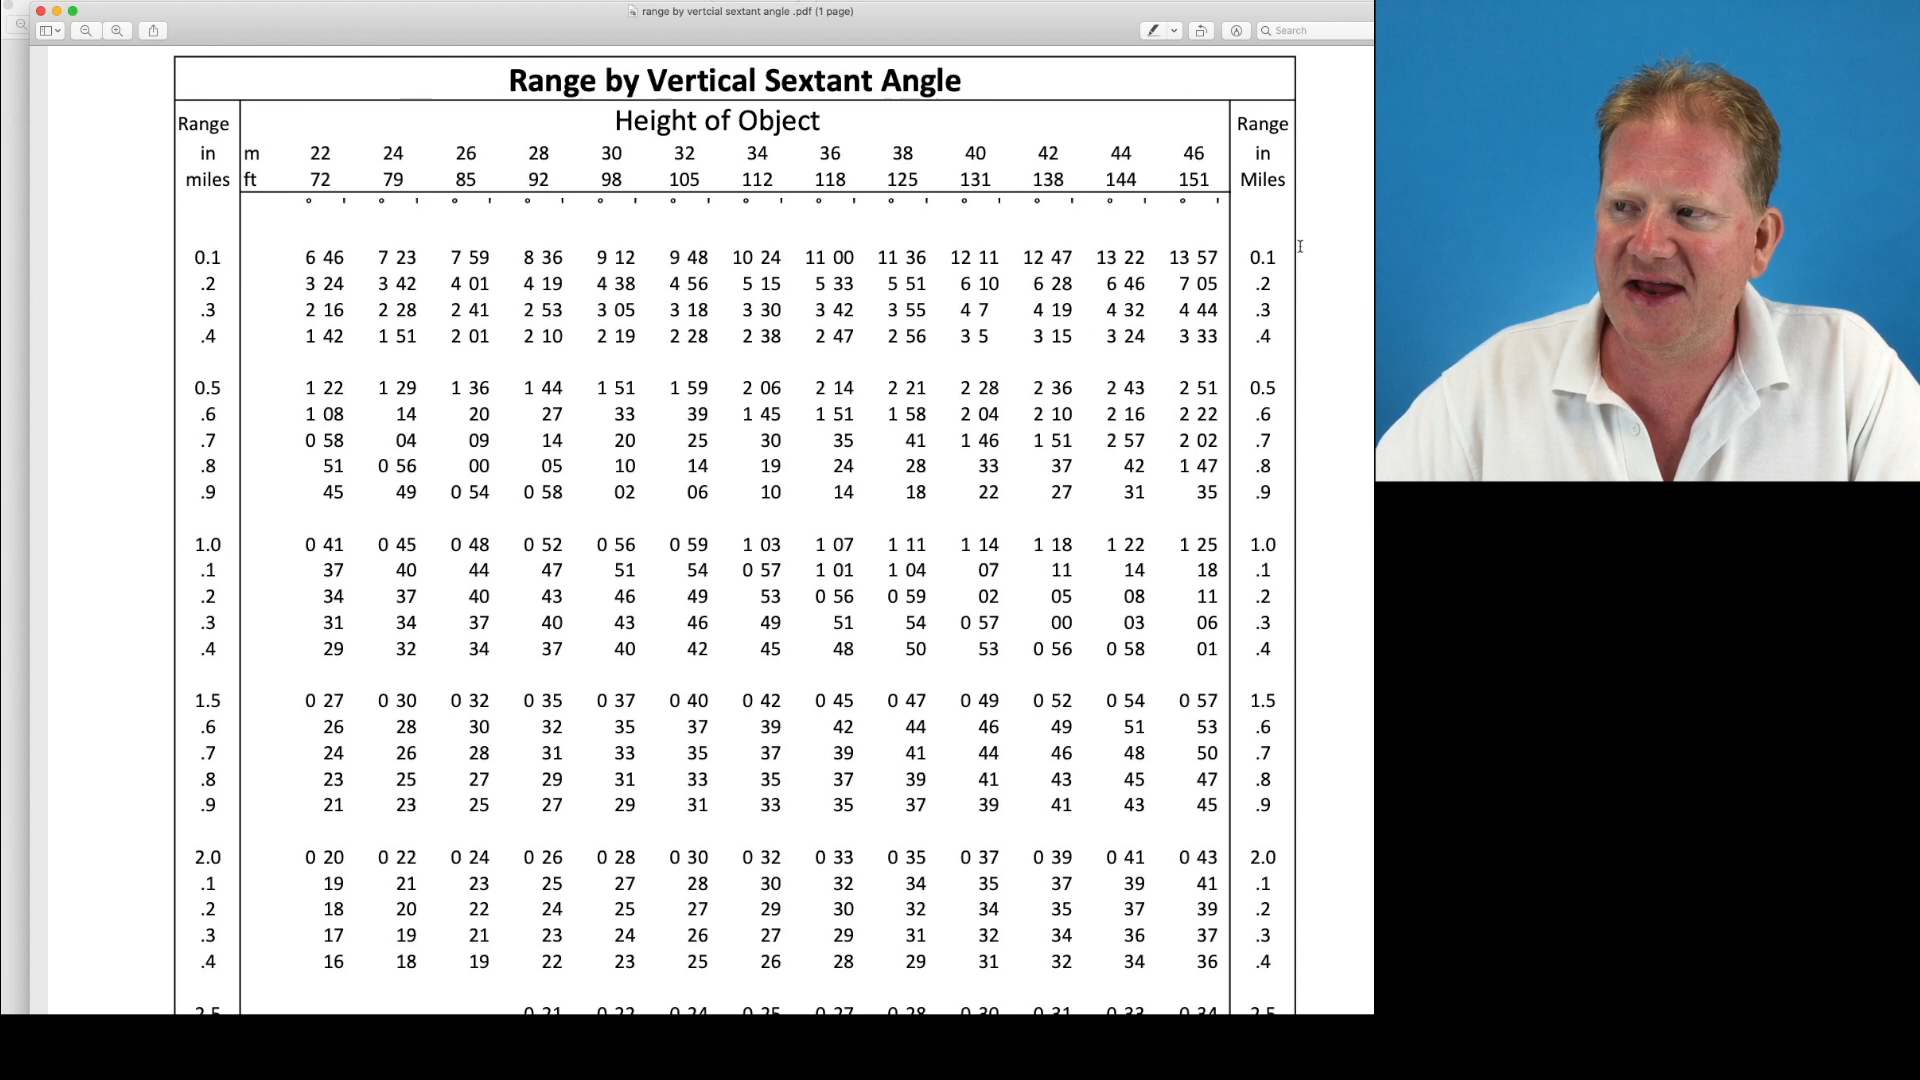 range by vertcial sextant angle .pdf (1 page)
Search
Range by Vertical Sextant Angle
Range Height of Object Range
in m 22 24 26 28 30 32 34 36 38 40 42 44 46 in
miles ft 72 79 85 92 98 105 112 118 125 131 138 144 151 Miles
° ' ° ' ° ' ° ' ° ' ° ' ° ' ° ' ° ' ° ' ° ' ° ' ° '
0.1 6 46 7 23 7 59 8 36 9 12 9 48 10 24 11 00 11 36 12 11 12 47 13 22 13 57 0.1
.2 3 24 3 42 4 01 4 19 4 38 4 56 5 15 5 33 5 51 6 10 6 28 6 46 7 05 .2
.3 2 16 2 28 2 41 2 53 3 05 3 18 3 30 3 42 3 55 4 7 4 19 4 32 4 44 .3
.4 1 42 1 51 2 01 2 10 2 19 2 28 2 38 2 47 2 56 3 5 3 15 3 24 3 33 .4
0.5 1 22 1 29 1 36 1 44 1 51 1 59 2 06 2 14 2 21 2 28 2 36 2 43 2 51 0.5
.6 1 08 14 20 27 33 39 1 45 1 51 1 58 2 04 2 10 2 16 2 22 .6
.7 0 58 04 09 14 20 25 30 35 41 1 46 1 51 2 57 2 02 .7
.8 51 0 56 00 05 10 14 19 24 28 33 37 42 1 47 .8
.9 45 49 0 54 0 58 02 06 10 14 18 22 27 31 35 .9
1.0 0 41 0 45 0 48 0 52 0 56 0 59 1 03 1 07 1 11 1 14 1 18 1 22 1 25 1.0
.1 37 40 44 47 51 54 0 57 1 01 1 04 07 11 14 18 .1
.2 34 37 40 43 46 49 53 0 56 0 59 02 05 08 11 .2
.3 31 34 37 40 43 46 49 51 54 0 57 00 03 06 .3
.4 29 32 34 37 40 42 45 48 50 53 0 56 0 58 01 .4
1.5 0 27 0 30 0 32 0 35 0 37 0 40 0 42 0 45 0 47 0 49 0 52 0 54 0 57 1.5
.6 26 28 30 32 35 37 39 42 44 46 49 51 53 .6
.7 24 26 28 31 33 35 37 39 41 44 46 48 50 .7
.8 23 25 27 29 31 33 35 37 39 41 43 45 47 .8
.9 21 23 25 27 29 31 33 35 37 39 41 43 45 .9
2.0 0 20 0 22 0 24 0 26 0 28 0 30 0 32 0 33 0 35 0 37 0 39 0 41 0 43 2.0
.1 19 21 23 25 27 28 30 32 34 35 37 39 41 .1
.2 18 20 22 24 25 27 29 30 32 34 35 37 39 .2
.3 17 19 21 23 24 26 27 29 31 32 34 36 37 .3
.4 16 18 19 22 23 25 26 28 29 31 32 34 36 .4
2.5 0 21 0 22 0 24 0 25 0 27 0 28 0 30 0 31 0 33 0 34 2.5